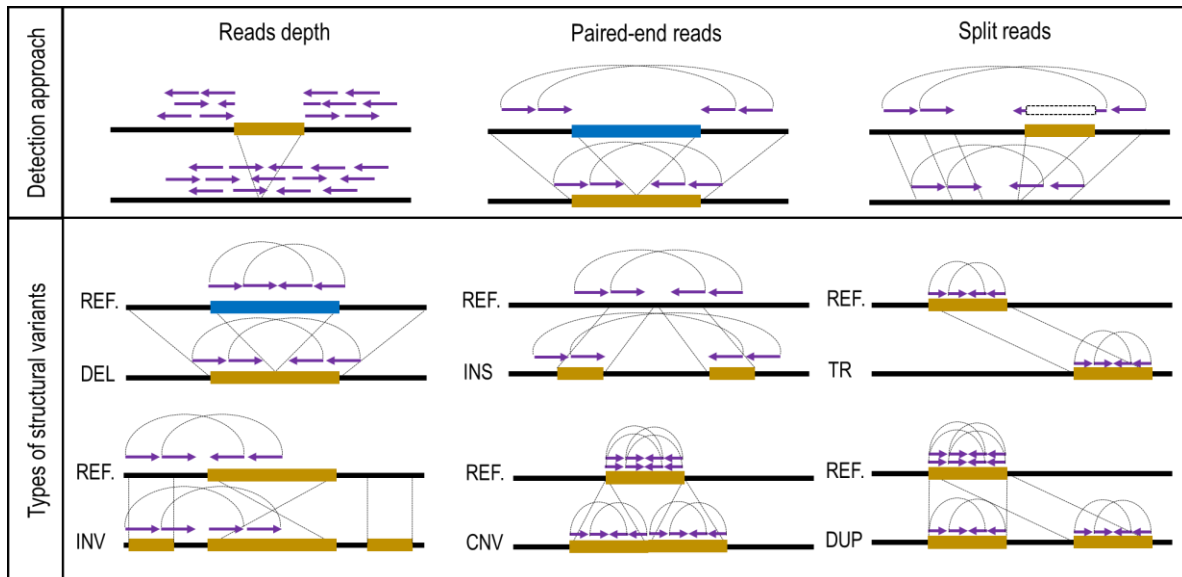 Detection approach
Reads depth
Paired-end reads
Split reads
Types of structural variants
REF.
DEL
REF.
INS
REF.
TR
REF.
INV
REF.
CNV
REF.
DUP